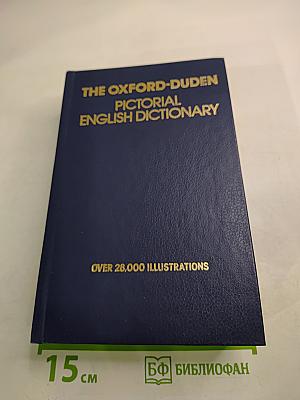 THE OXFORD-DUDEN
PICTORIAL
ENGLISH DICTIONARY
OVER 28,000 ILLUSTRATIONS
15 см
БФ БИБЛИОФАН